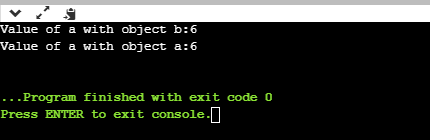 Value of a with object b:6
Value of a with object a:6
...Program finished with exit code 0
Press ENTER to exit console.